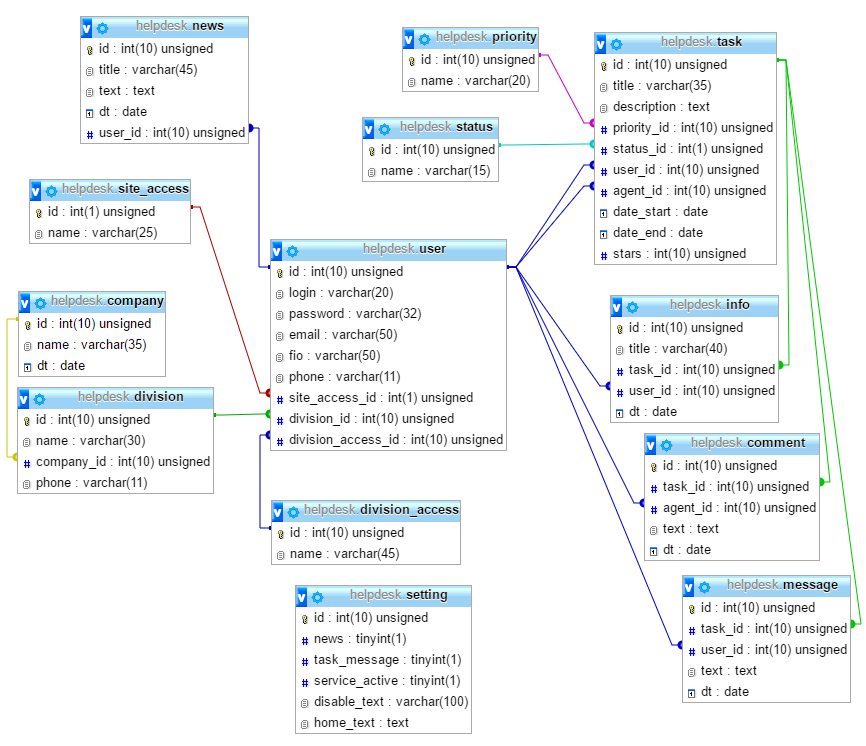 helpdesk.news
id : int(10) unsigned
title : varchar(45)
text : text
dt : date
user_id : int(10) unsigned
helpdesk.priority
id : int(10) unsigned
name : varchar(20)
helpdesk.task
id : int(10) unsigned
title : varchar(35)
description : text
priority_id : int(10) unsigned
status_id : int(1) unsigned
user_id : int(10) unsigned
agent_id : int(10) unsigned
date_start : date
date_end : date
stars : int(10) unsigned
helpdesk.status
id : int(10) unsigned
name : varchar(15)
helpdesk.site_access
id : int(1) unsigned
name : varchar(25)
helpdesk.user
id : int(10) unsigned
login : varchar(20)
password : varchar(32)
email : varchar(50)
fio : varchar(50)
phone : varchar(11)
site_access_id : int(1) unsigned
division_id : int(10) unsigned
division_access_id : int(10) unsigned
helpdesk.company
id : int(10) unsigned
name : varchar(35)
dt : date
helpdesk.info
id : int(10) unsigned
title : varchar(40)
task_id : int(10) unsigned
user_id : int(10) unsigned
dt : date
helpdesk.division
id : int(10) unsigned
name : varchar(30)
company_id : int(10) unsigned
phone : varchar(11)
helpdesk.comment
id : int(10) unsigned
task_id : int(10) unsigned
agent_id : int(10) unsigned
text : text
dt : date
helpdesk.division_access
id : int(10) unsigned
name : varchar(45)
helpdesk.message
id : int(10) unsigned
task_id : int(10) unsigned
user_id : int(10) unsigned
text : text
dt : date
helpdesk.setting
id : int(10) unsigned
news : tinyint(1)
task_message : tinyint(1)
service_active : tinyint(1)
disable_text : varchar(100)
home_text : text